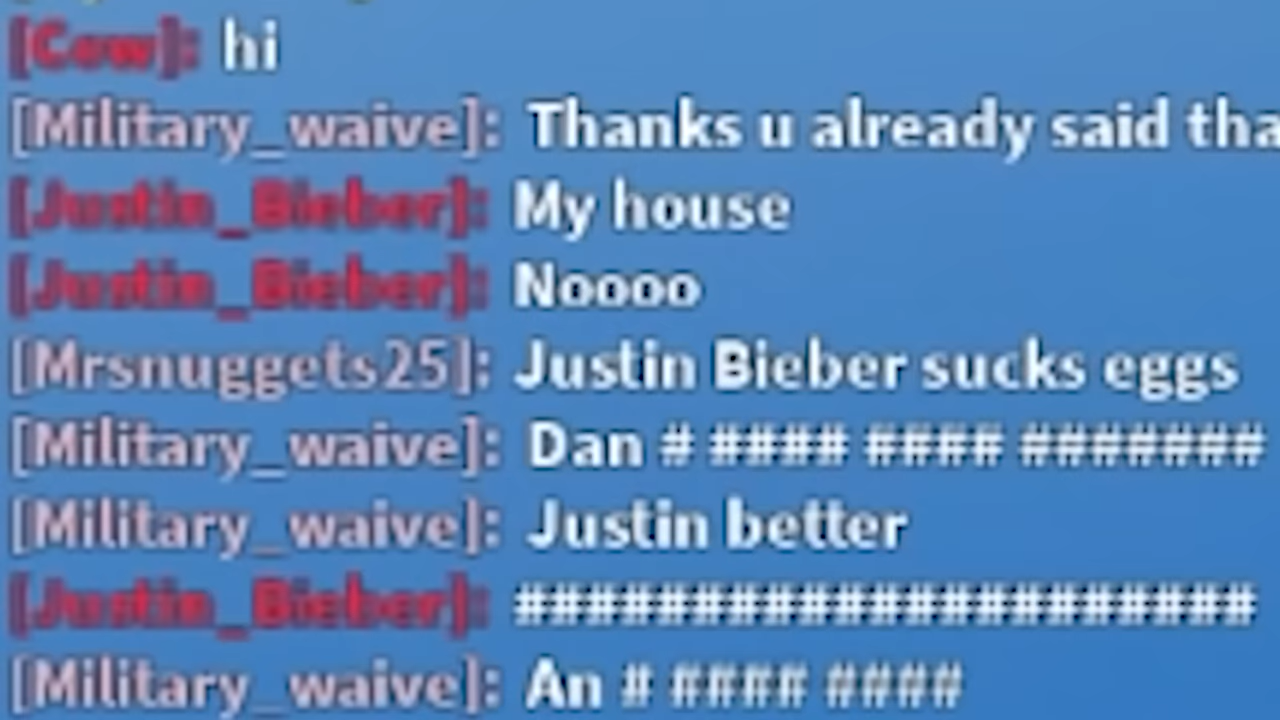 [Cow]: hi
[Military_waive]: Thanks u already said tha
[Justin_Bieber]: My house
[Justin_Bieber]: Noooo
[Mrsnuggets25]: Justin Bieber sucks eggs
[Military_waive]: Dan # #### #### #######
[Military_waive]: Justin better
[Justin_Bieber]: #####################
[Military_waive]: An # #### ####